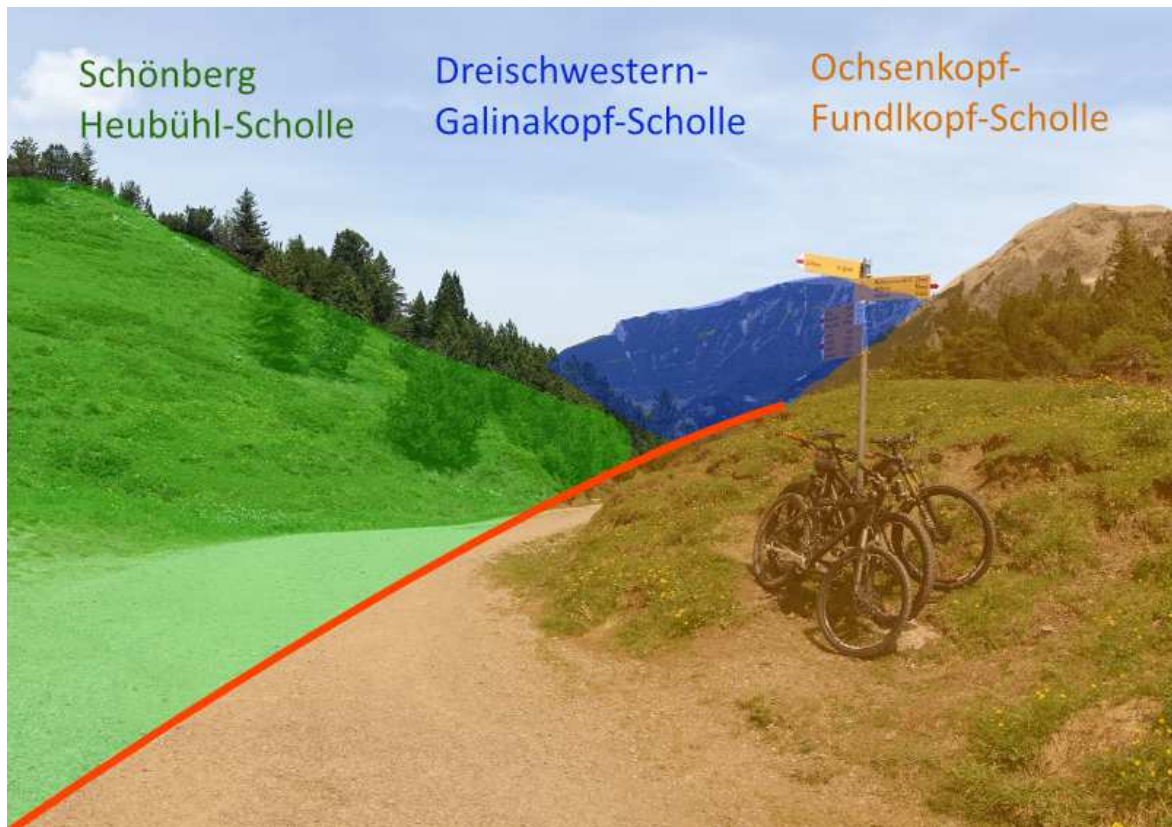 Schönberg
Heubühl-Scholle
Dreischwestern-
Galinakopf-Scholle
Ochsenkopf-
Fundlkopf-Scholle